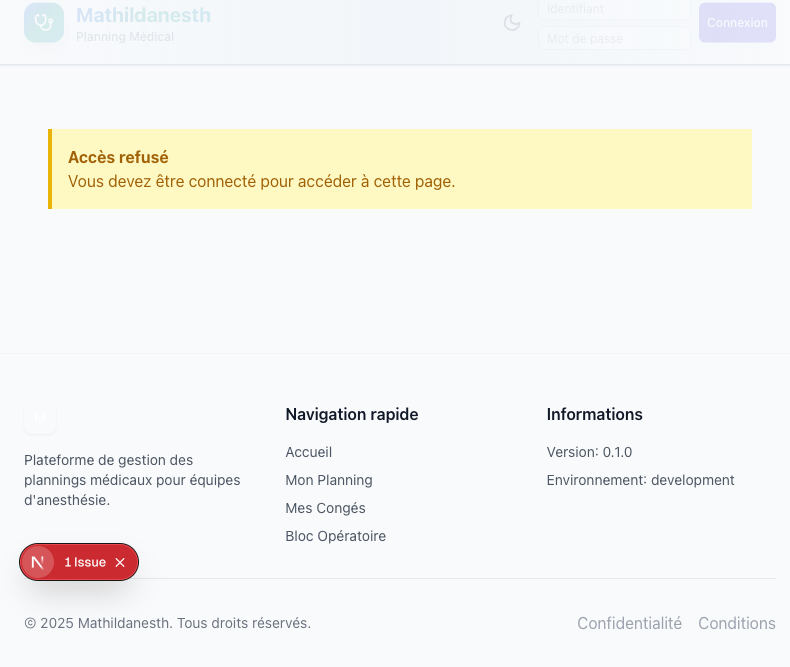 Mathildanesth
Planning Médical
Identifiant
Mot de passe
Connexion
Accès refusé
Vous devez être connecté pour accéder à cette page.
M
Plateforme de gestion des
plannings médicaux pour équipes
d'anesthésie.
Navigation rapide
Accueil
Mon Planning
Mes Congés
Bloc Opératoire
Informations
Version: 0.1.0
Environnement: development
N
1 Issue
© 2025 Mathildanesth. Tous droits réservés.
Confidentialité
Conditions